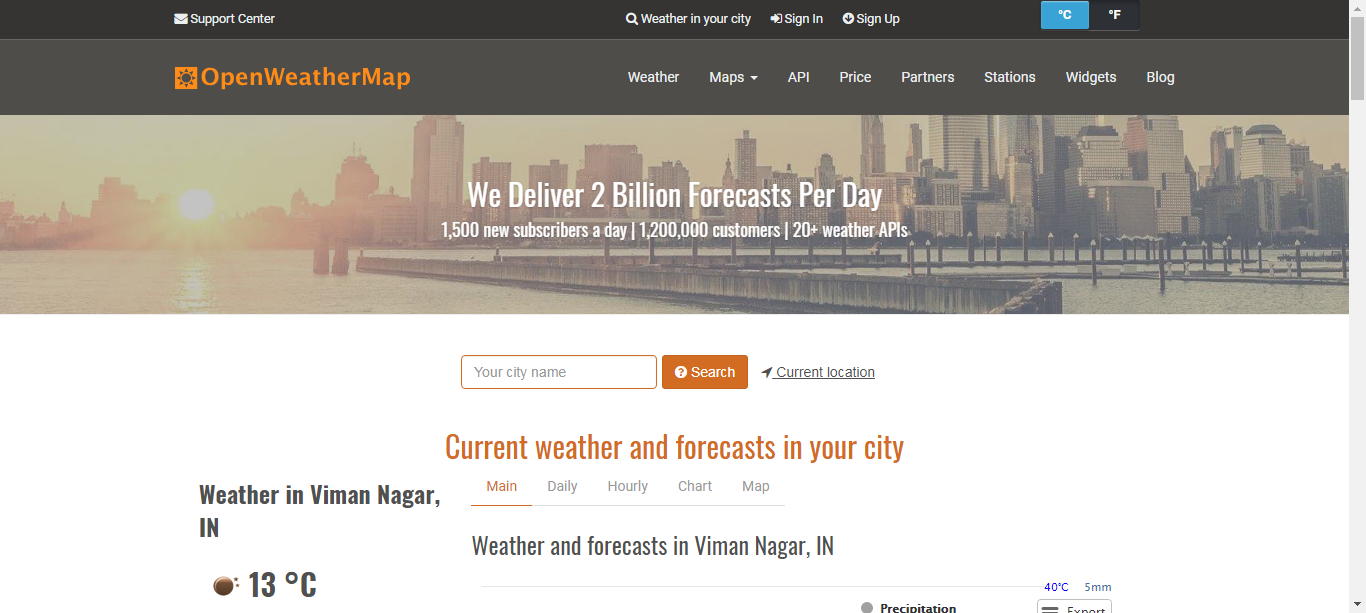 Support Center
Weather in your city Sign In Sign Up
°C °F
OpenWeatherMap
Weather Maps API Price Partners Stations Widgets Blog
We Deliver 2 Billion Forecasts Per Day
1,500 new subscribers a day | 1,200,000 customers | 20+ weather APIs
Your city name Search Current location
Current weather and forecasts in your city
Weather in Viman Nagar,
IN
13 °C
Main Daily Hourly Chart Map
Weather and forecasts in Viman Nagar, IN
40°C 5mm
Precipitation Export